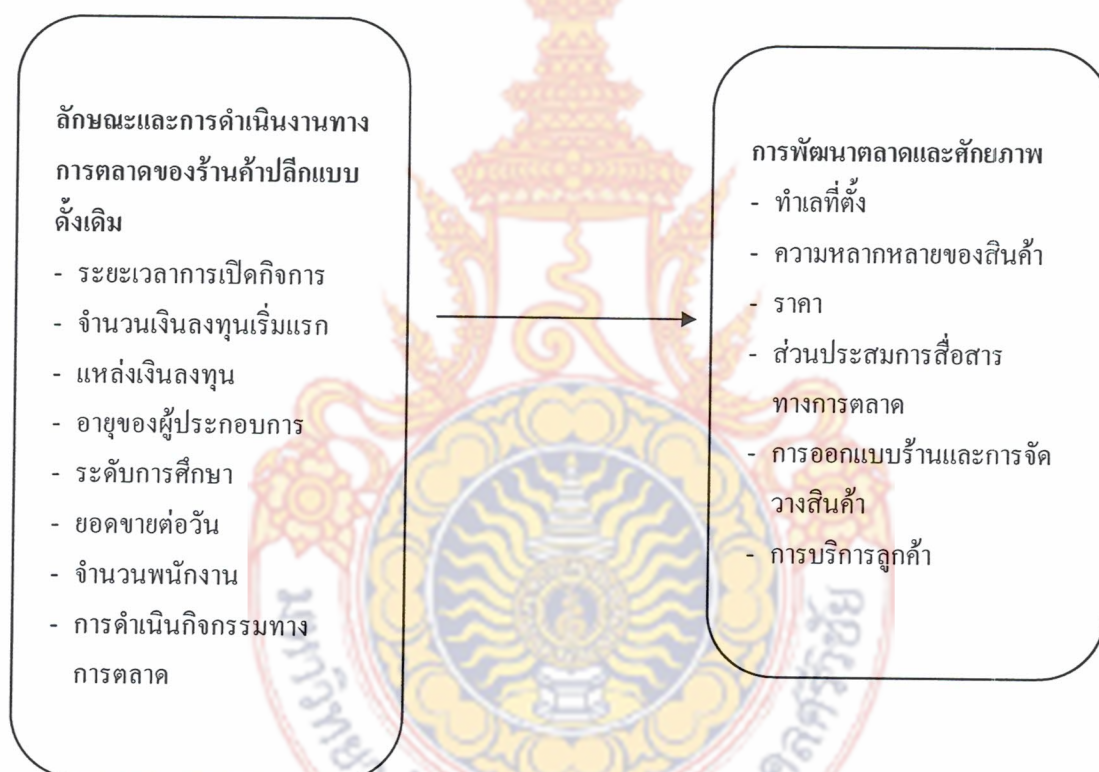 ลักษณะและการดำเนินงานทาง
การตลาดของร้านค้าปลีกแบบ
ดั้งเดิม
- ระยะเวลาการเปิดกิจการ
- จำนวนเงินลงทุนเริ่มแรก
- แหล่งเงินลงทุน
- อายุของผู้ประกอบการ
- ระดับการศึกษา
- ยอดขายต่อวัน
- จำนวนพนักงาน
- การดำเนินกิจกรรมทาง
การตลาด
การพัฒนาตลาดและศักยภาพ
- ทำเลที่ตั้ง
- ความหลากหลายของสินค้า
- ราคา
- ส่วนประสมการสื่อสาร
ทางการตลาด
- การออกแบบร้านและการจัด
วางสินค้า
- การบริการลูกค้า